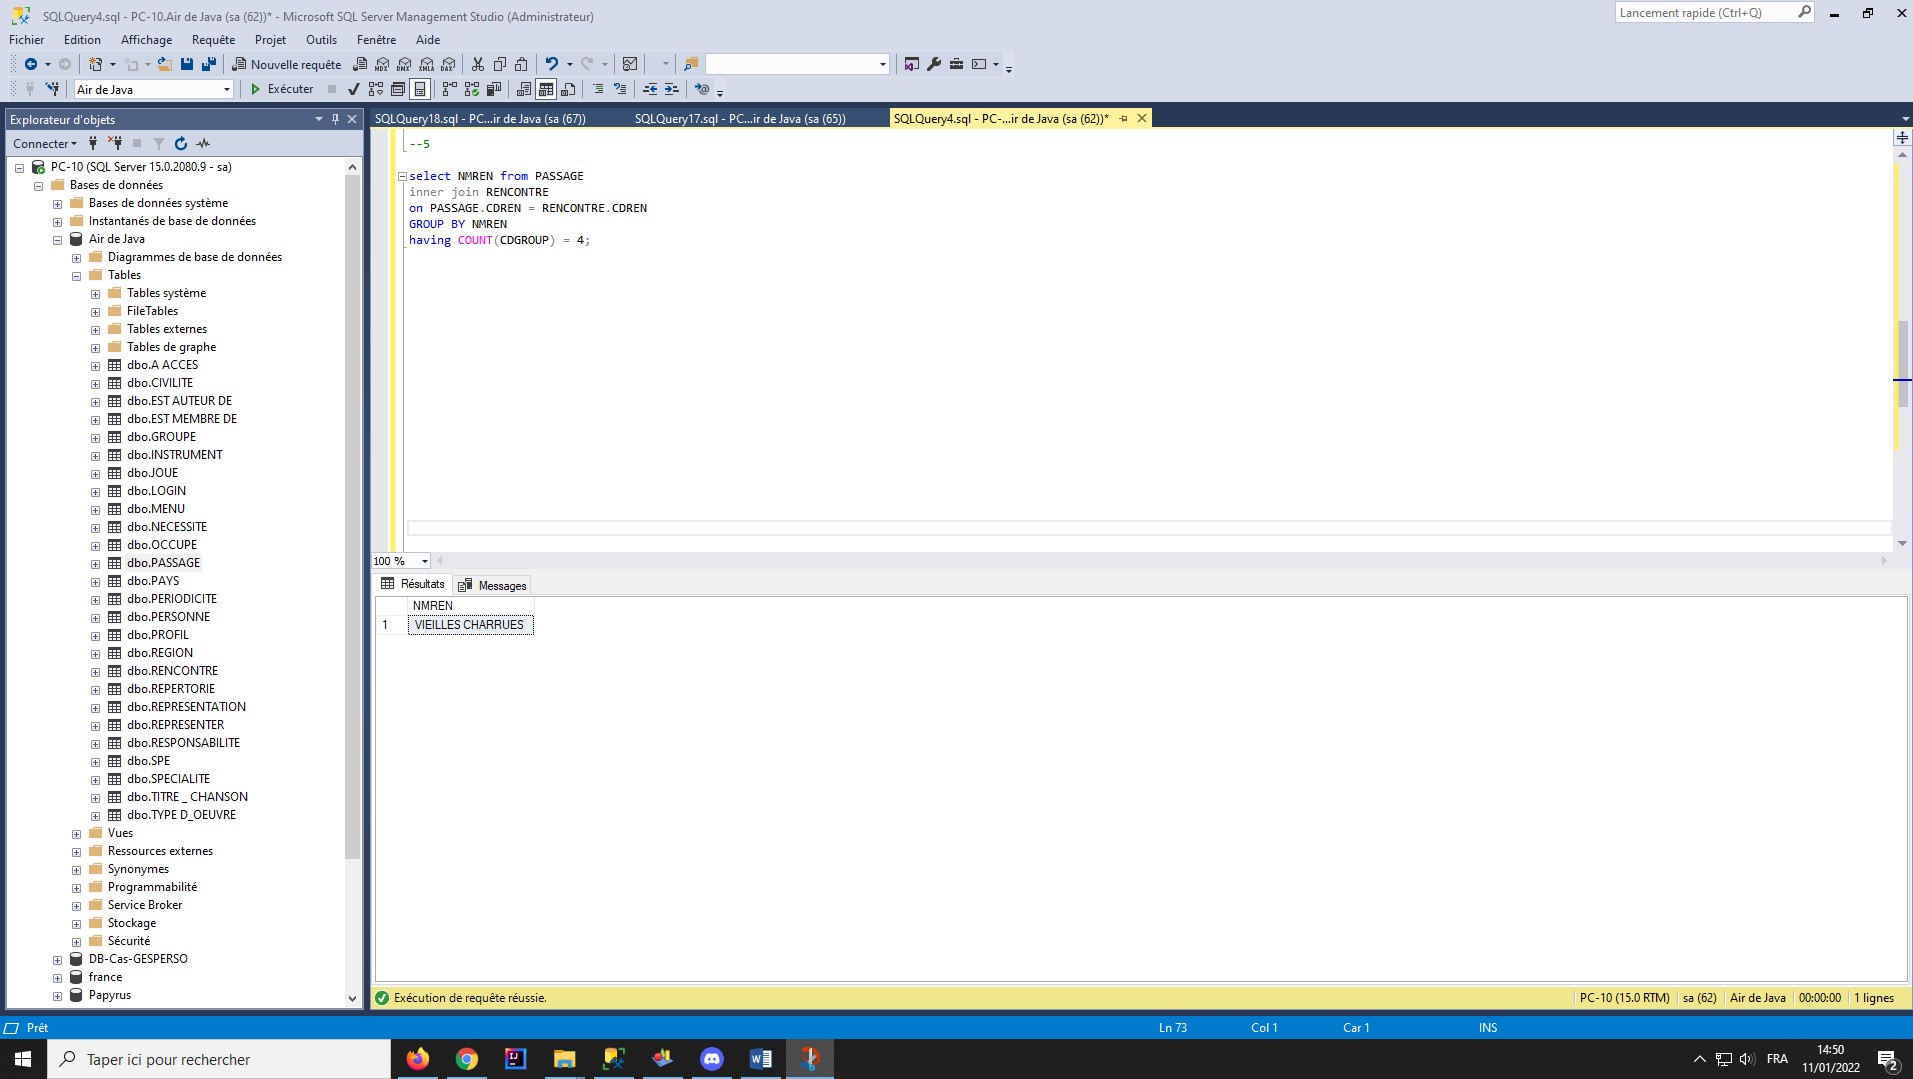 SQLQuery4.sql - PC-10.Air de Java (sa (62))* - Microsoft SQL Server Management Studio (Administrateur)
Lancement rapide (Ctrl+Q)
Fichier Edition Affichage Requête Projet Outils Fenêtre Aide
Nouvelle requête
Air de Java
Exécuter
Explorateur d'objets
SQLQuery18.sql - PC...ir de Java (sa (67))
SQLQuery17.sql - PC...ir de Java (sa (65))
SQLQuery4.sql - PC-...ir de Java (sa (62))*
Connecter
PC-10 (SQL Server 15.0.2080.9 - sa)
Bases de données
Bases de données système
Instantanés de base de données
Air de Java
Diagrammes de base de données
Tables
Tables système
FileTables
Tables externes
Tables de graphe
dbo.A ACCES
dbo.CIVILITE
dbo.EST AUTEUR DE
dbo.EST MEMBRE DE
dbo.GROUPE
dbo.INSTRUMENT
dbo.JOUE
dbo.LOGIN
dbo.MENU
dbo.NECESSITE
dbo.OCCUPE
dbo.PASSAGE
dbo.PAYS
dbo.PERIODICITE
dbo.PERSONNE
dbo.PROFIL
dbo.REGION
dbo.RENCONTRE
dbo.REPERTORIE
dbo.REPRESENTATION
dbo.REPRESENTER
dbo.RESPONSABILITE
dbo.SPE
dbo.SPECIALITE
dbo.TITRE _ CHANSON
dbo.TYPE D_OEUVRE
Vues
Ressources externes
Synonymes
Programmabilité
Service Broker
Stockage
Sécurité
DB-Cas-GESPERSO
france
Papyrus
--5
select NMREN from PASSAGE
inner join RENCONTRE
on PASSAGE.CDREN = RENCONTRE.CDREN
GROUP BY NMREN
having COUNT(CDGROUP) = 4;
100 %
Résultats Messages
NMREN
1 VIEILLES CHARRUES
Exécution de requête réussie.
PC-10 (15.0 RTM) sa (62) Air de Java 00:00:00 1 lignes
Prêt
Ln 73 Col 1 Car 1 INS
Taper ici pour rechercher
FRA
14:50
11/01/2022
2